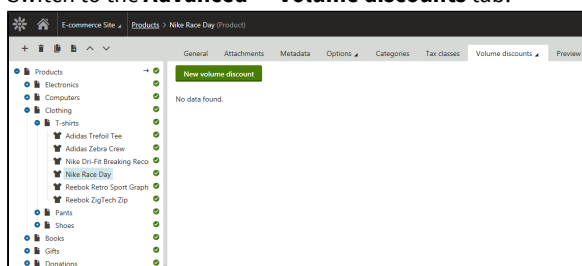 Switch to the Advanced -> Volume discounts tab.
E-commerce Site Products > Nike Race Day (Product)
General Attachments Metadata Options Categories Tax classes Volume discounts Preview
Products
New volume discount
Electronics
Computers
No data found.
Clothing
T-shirts
Adidas Trefoil Tee
Adidas Zebra Crew
Nike Dri-Fit Breaking Reco
Nike Race Day
Reebok Retro Sport Graph
Reebok ZigTech Zip
Pants
Shoes
Books
Gifts
Donations